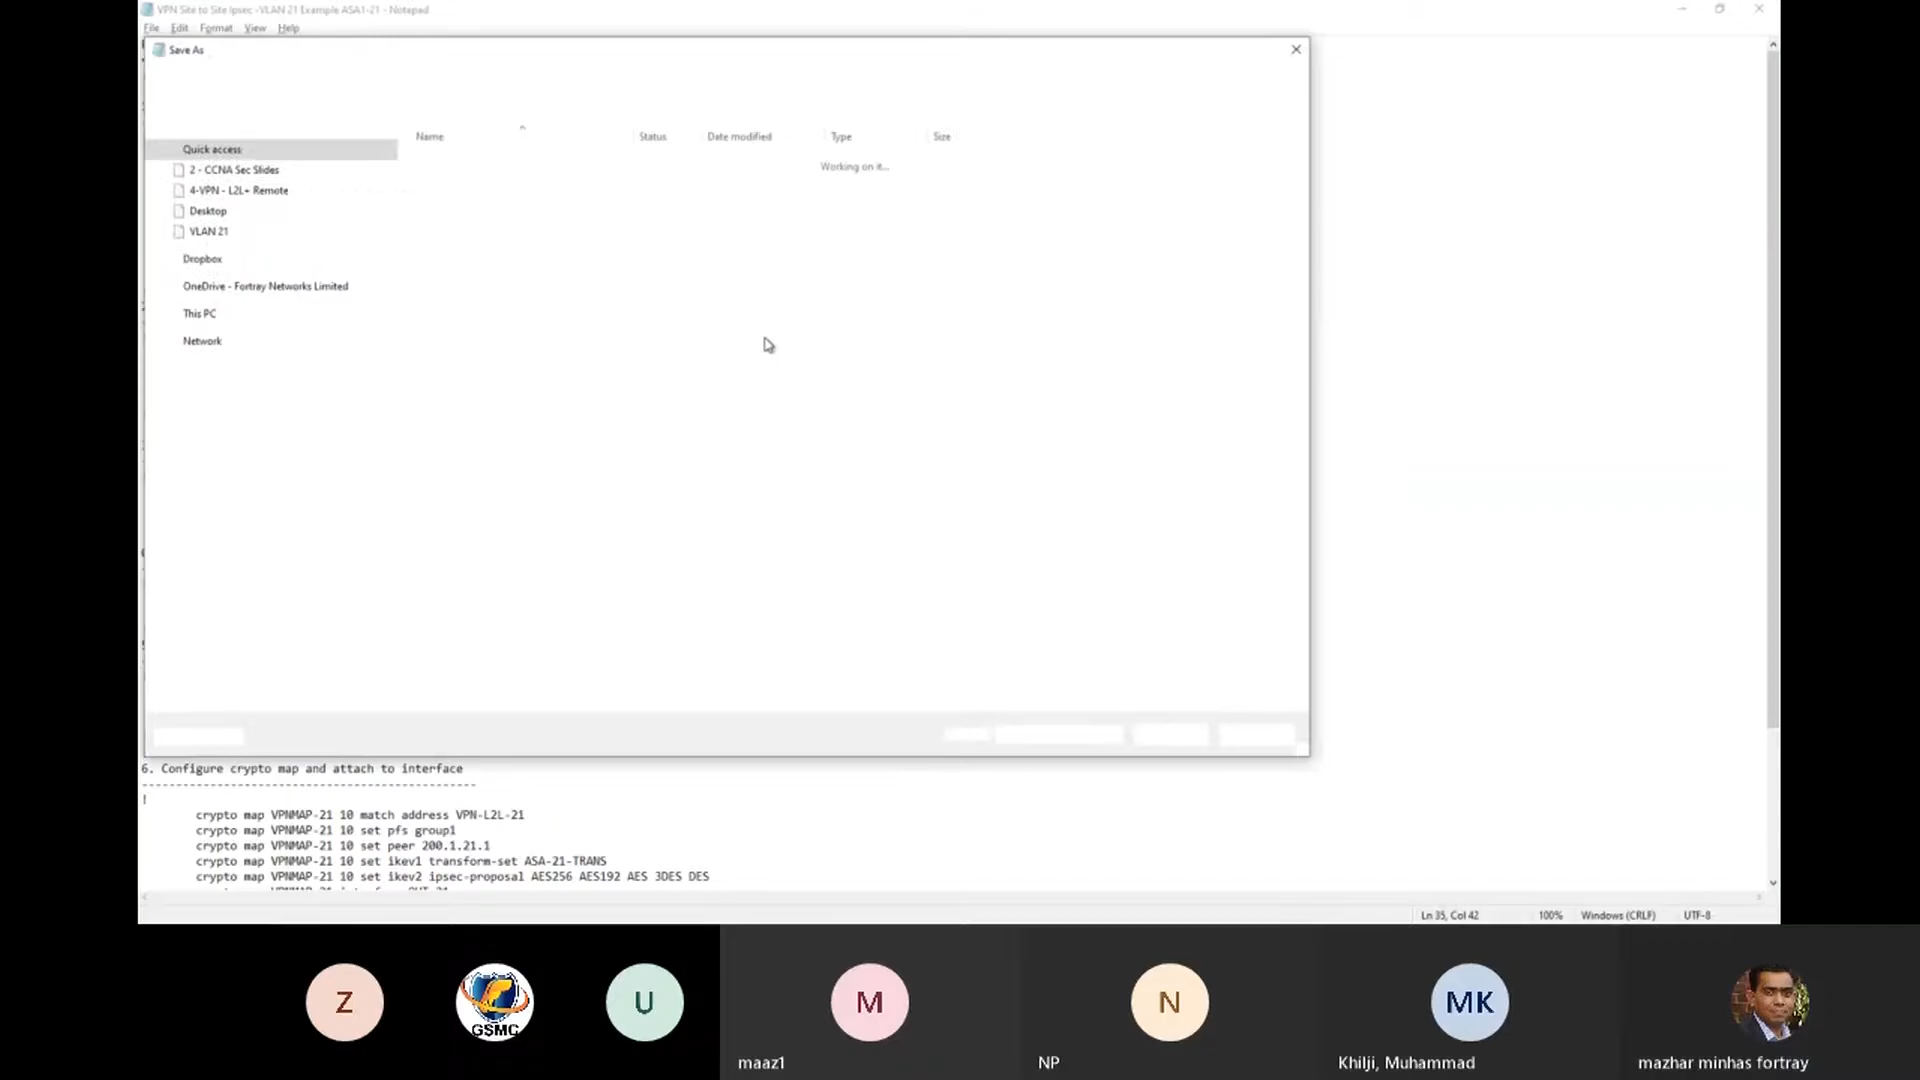 VPN Site to Site Ipsec -VLAN 21 Example ASA1-21 - Notepad
File Edit Format View Help
Save As
Name Status Date modified Type Size
Quick access
Working on it...
2 - CCNA Sec Slides
4-VPN - L2L+ Remote
Desktop
VLAN 21
Dropbox
OneDrive - Fortray Networks Limited
This PC
Network
6. Configure crypto map and attach to interface
-------------------------------------------------
!
crypto map VPNMAP-21 10 match address VPN-L2L-21
crypto map VPNMAP-21 10 set pfs group1
crypto map VPNMAP-21 10 set peer 200.1.21.1
crypto map VPNMAP-21 10 set ikev1 transform-set ASA-21-TRANS
crypto map VPNMAP-21 10 set ikev2 ipsec-proposal AES256 AES192 AES 3DES DES
Ln 35, Col 42 100% Windows (CRLF) UTF-8
Z GSMC U M N MK
maaz1 NP Khilji, Muhammad mazhar minhas fortray